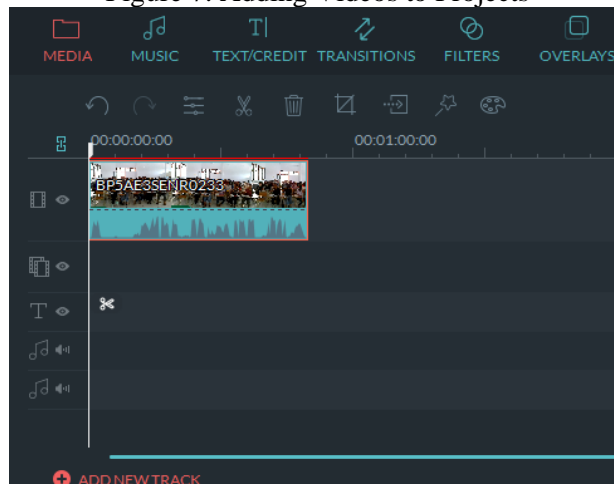 Figure 7. Adding Videos to Projects
MEDIA MUSIC TEXT/CREDIT TRANSITIONS FILTERS OVERLAYS
00:00:00:00 00:01:00:00
BP5AE3SENR0233
ADD NEW TRACK